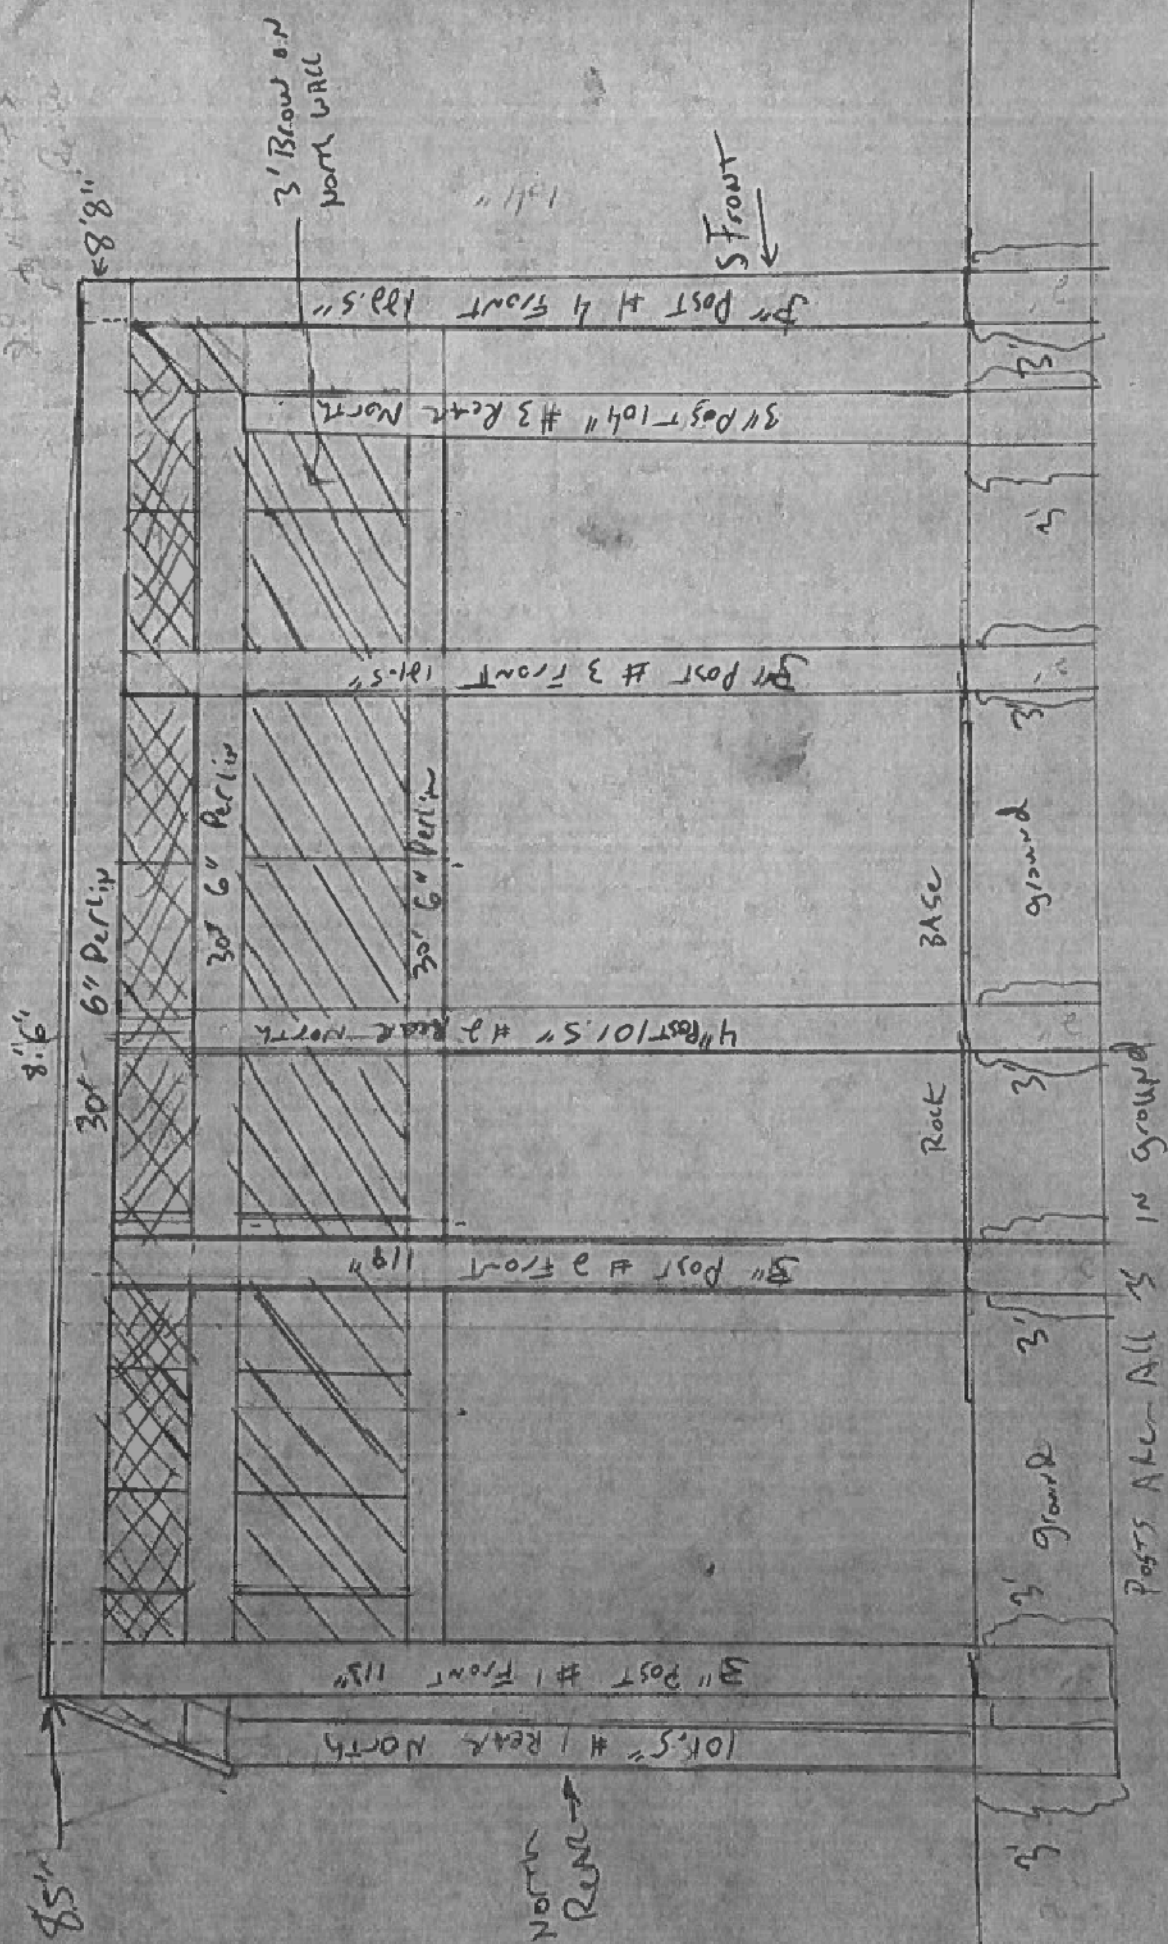 8'8"
3' Brow on
North WALL
104"
S FRONT
3" Post # 4 Front 122.5"
3" Post 104" #3 Rear North
3" Post # 3 Front 121.5"
8'.6"
30' 6" Perlin
30' 6" Perlin
30' 6" Perlin
4" Post 101.5" #2 Rear North
3" Post # 2 Front 119"
3" Post #1 Front 118"
101.5" #1 Rear North
8.5'
North
Rear
Rock BASE
3'
3'
3'
ground
3'
3'
ground
3'
3'
Posts Are All 3' IN Ground